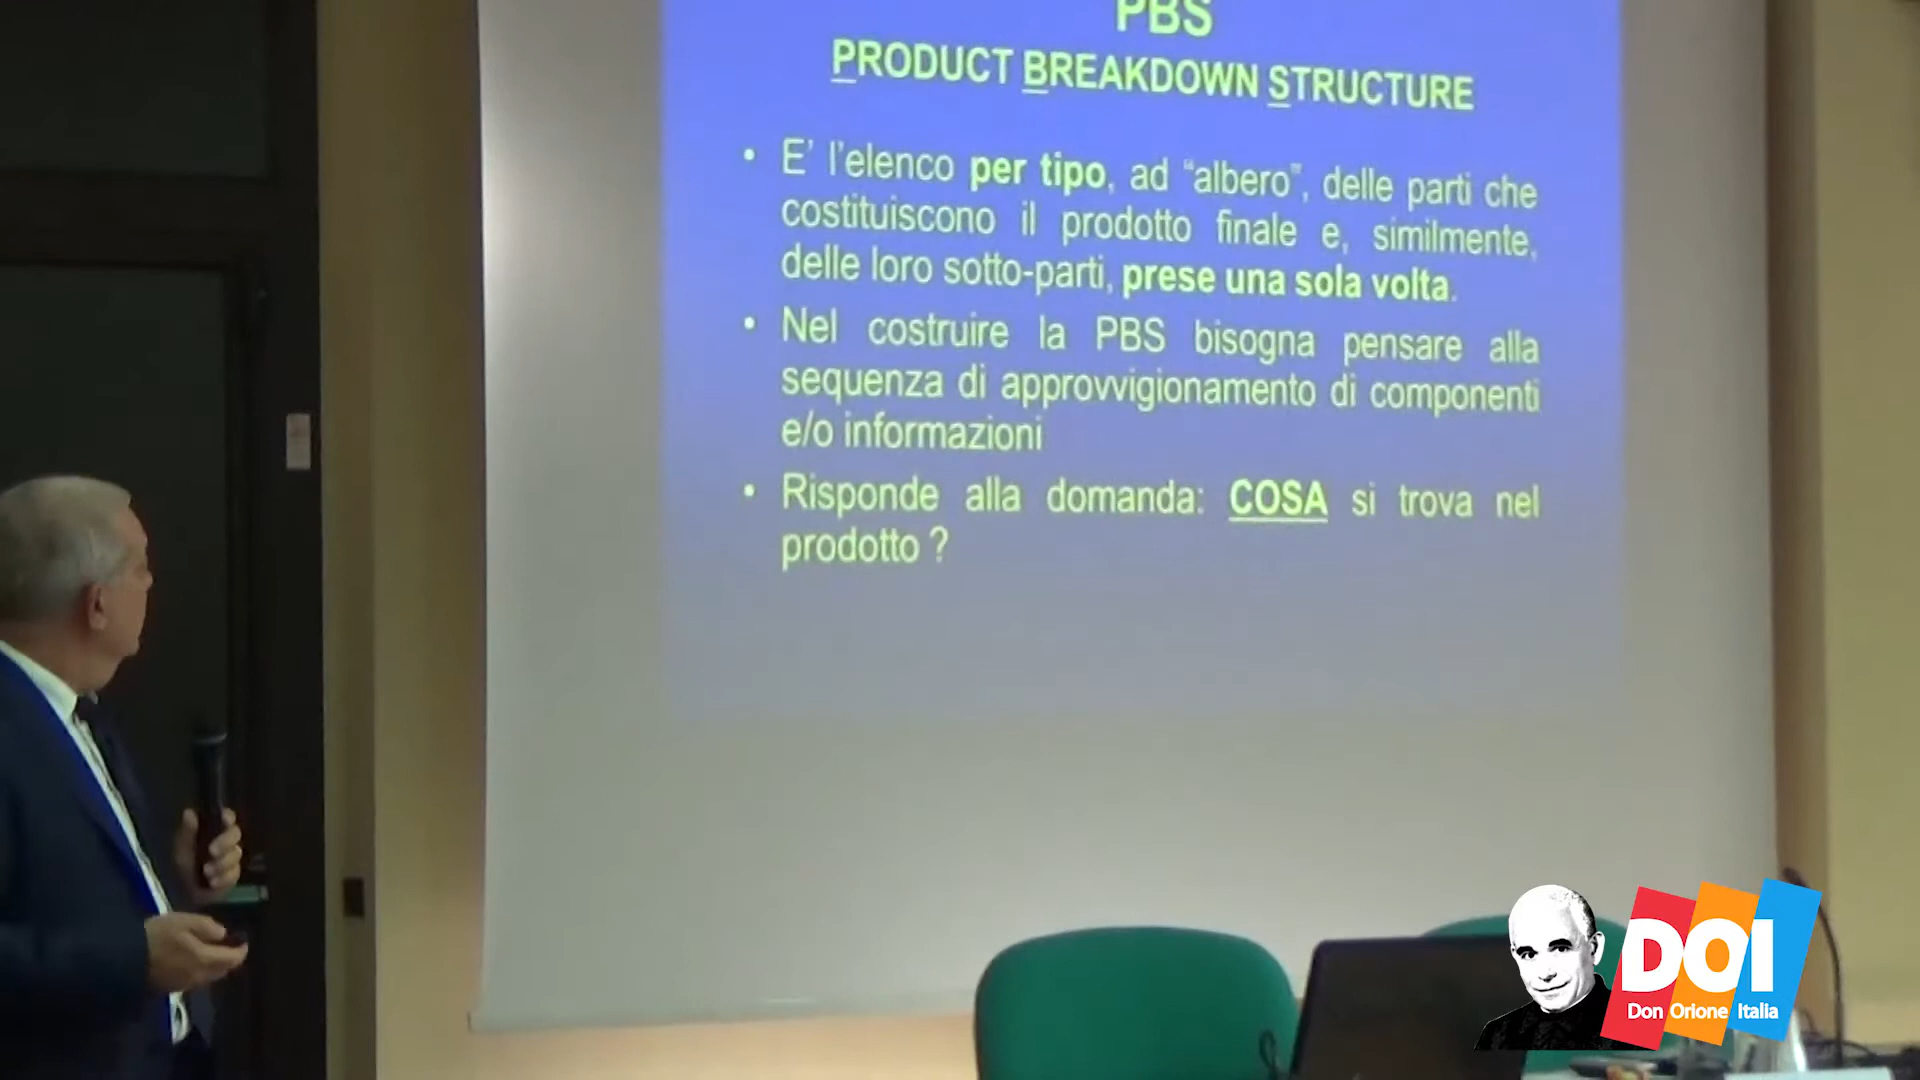 PBS
PRODUCT BREAKDOWN STRUCTURE
• E' l'elenco per tipo, ad “albero”, delle parti che
costituiscono il prodotto finale e, similmente,
delle loro sotto-parti, prese una sola volta.
• Nel costruire la PBS bisogna pensare alla
sequenza di approvvigionamento di componenti
e/o informazioni
• Risponde alla domanda: COSA si trova nel
prodotto ?
DOI
Don Orione Italia